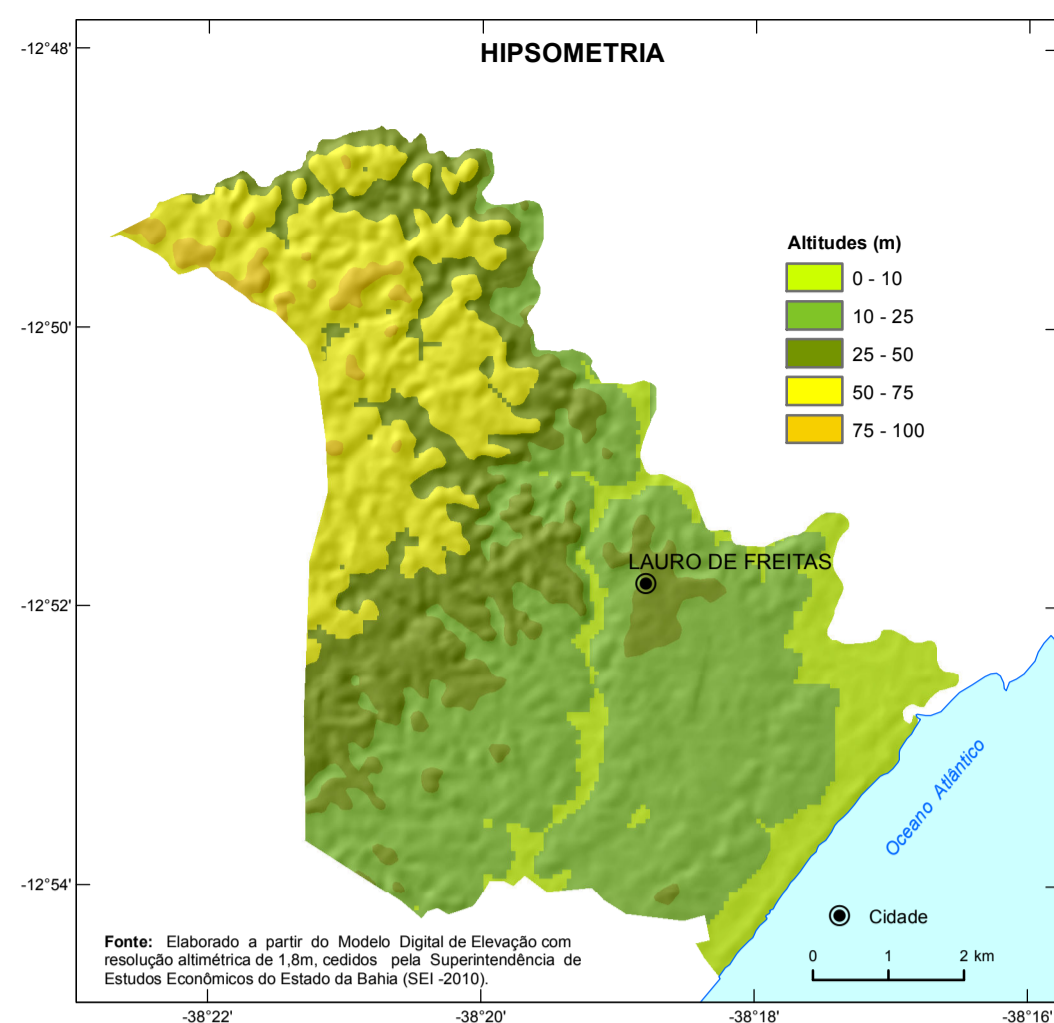 HIPSOMETRIA
-12°48'
-12°50'
-12°52'
-12°54'
Altitudes (m)
0 - 10
10 - 25
25 - 50
50 - 75
75 - 100
LAURO DE FREITAS
Oceano Atlântico
Cidade
0 1 2 km
Fonte: Elaborado a partir do Modelo Digital de Elevação com
resolução altimétrica de 1,8m, cedidos pela Superintendência de
Estudos Econômicos do Estado da Bahia (SEI -2010).
-38°22' -38°20' -38°18' -38°16'